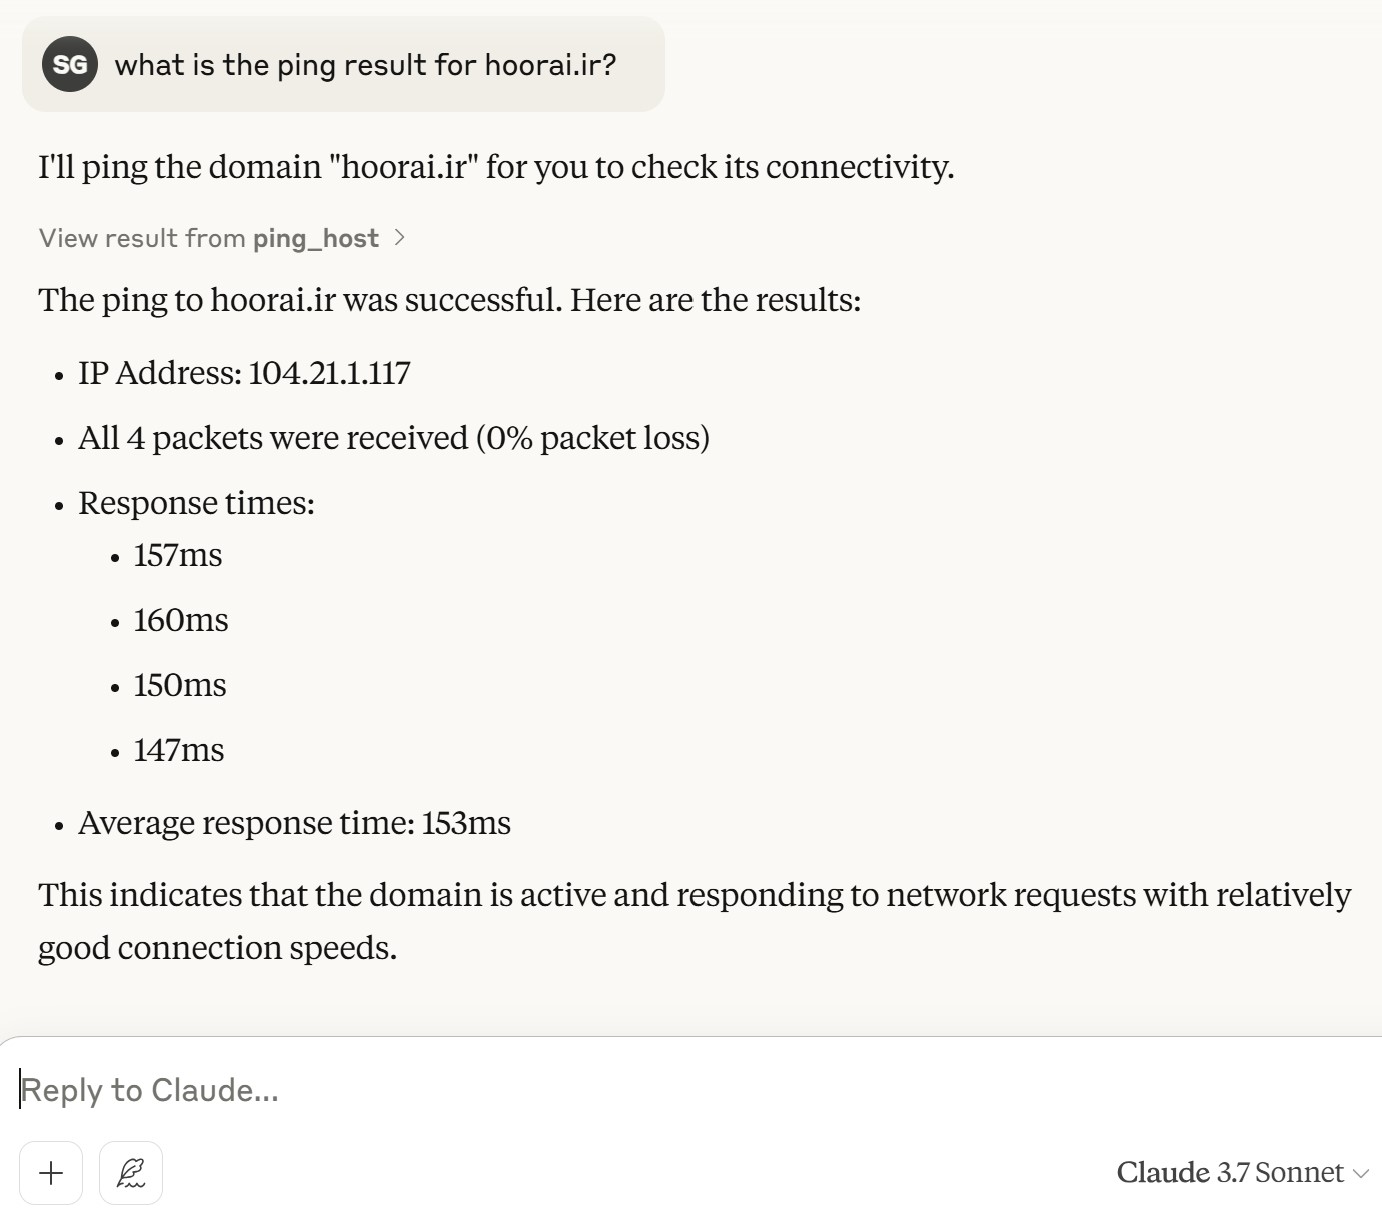 SG what is the ping result for hoorai.ir?
I'll ping the domain "hoorai.ir" for you to check its connectivity.
View result from ping_host
The ping to hoorai.ir was successful. Here are the results:
• IP Address: 104.21.1.117
• All 4 packets were received (0% packet loss)
• Response times:
• 157ms
• 160ms
• 150ms
• 147ms
• Average response time: 153ms
This indicates that the domain is active and responding to network requests with relatively
good connection speeds.
Reply to Claude...
Claude 3.7 Sonnet